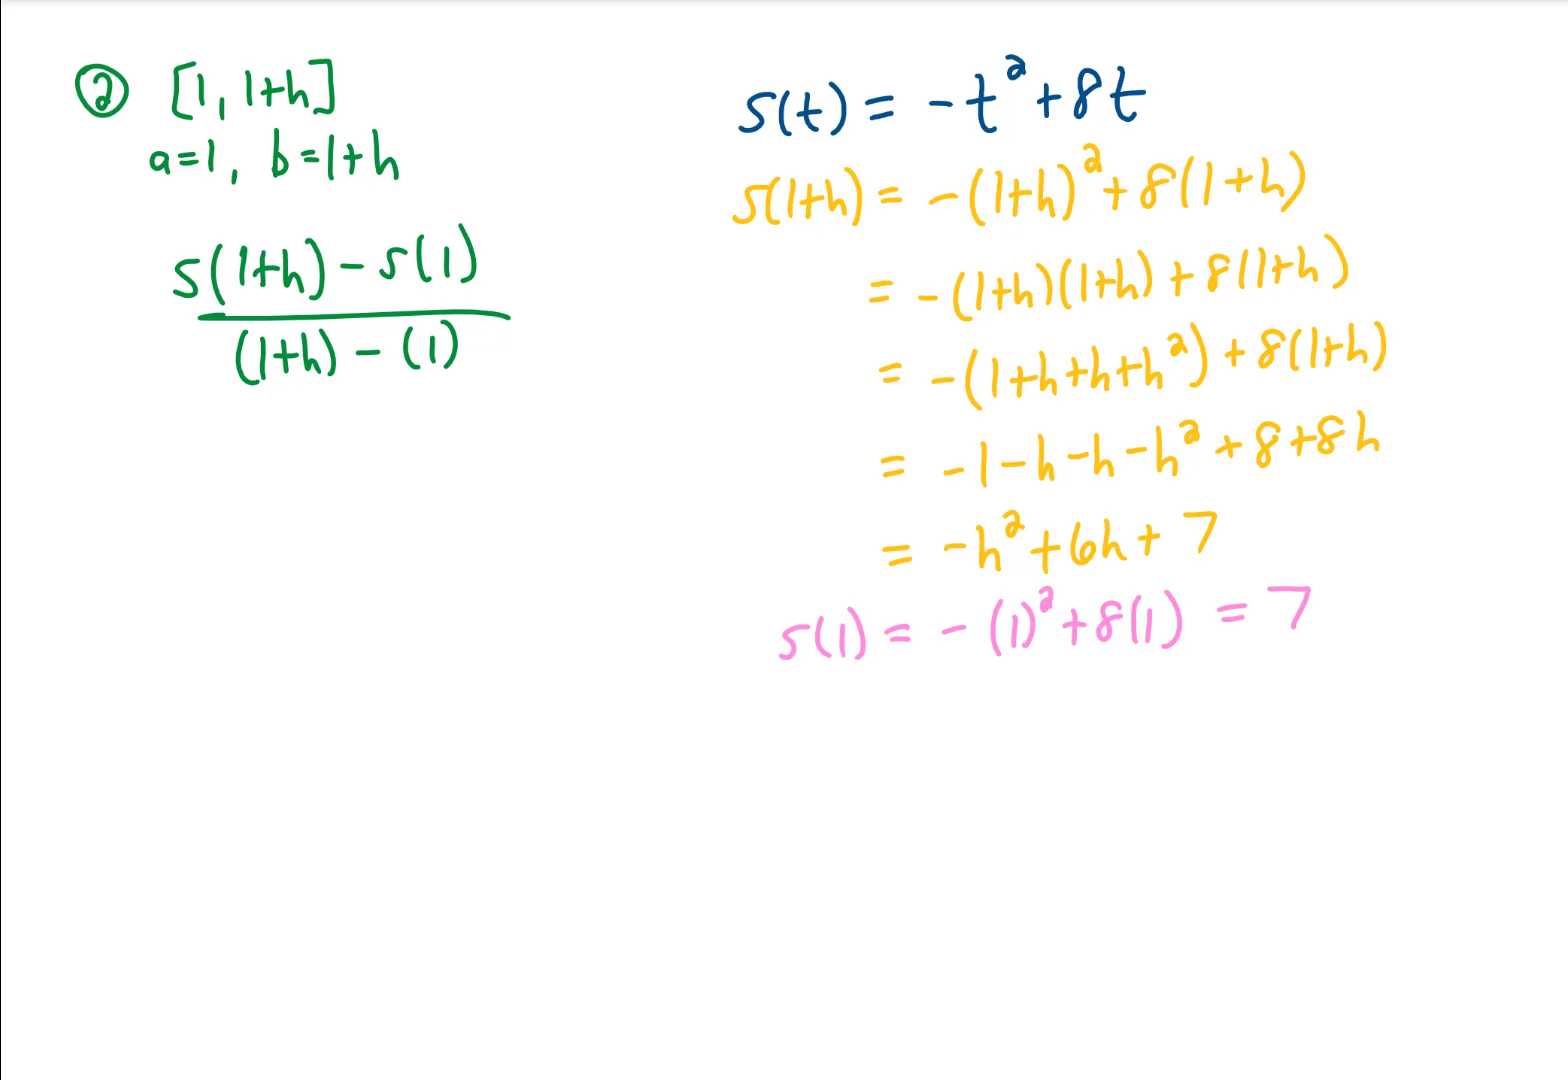 ② [1, 1+h]
a=1, b=1+h
s(1+h) - s(1)
(1+h) - (1)
s(t) = -t² + 8t
s(1+h) = -(1+h)² + 8(1+h)
= -(1+h)(1+h) + 8(1+h)
= -(1+h+h+h²) + 8(1+h)
= -1-h-h-h² + 8+8h
= -h² + 6h + 7
s(1) = -(1)² + 8(1) = 7